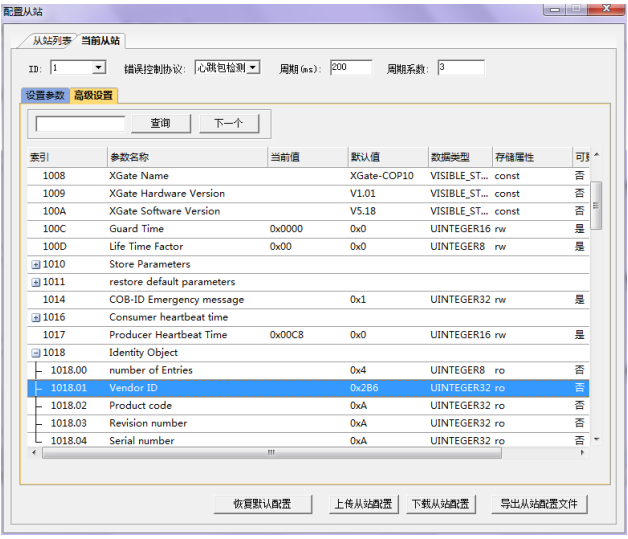 配置从站
从站列表 当前从站
ID: 1 错误控制协议: 心跳包检测 周期(ms): 200 周期系数: 3
设置参数 高级设置
查询 下一个
索引 参数名称 当前值 默认值 数据类型 存储属性
1008 XGate Name XGate-COP10 VISIBLE_ST... const 否
1009 XGate Hardware Version V1.01 VISIBLE_ST... const 否
100A XGate Software Version V5.18 VISIBLE_ST... const 否
100C Guard Time 0x0000 0x0 UINTEGER16 rw 是
100D Life Time Factor 0x00 0x0 UINTEGER8 rw 是
1010 Store Parameters
1011 restore default parameters
1014 COB-ID Emergency message 0x1 UINTEGER32 rw 是
1016 Consumer heartbeat time
1017 Producer Heartbeat Time 0x00C8 0x0 UINTEGER16 rw 是
1018 Identity Object
1018.00 number of Entries 0x4 UINTEGER8 ro 否
1018.01 Vendor ID 0x2B6 UINTEGER32 ro 否
1018.02 Product code 0xA UINTEGER32 ro 否
1018.03 Revision number 0xA UINTEGER32 ro 否
1018.04 Serial number 0xA UINTEGER32 ro 否
恢复默认配置 上传从站配置 下载从站配置 导出从站配置文件